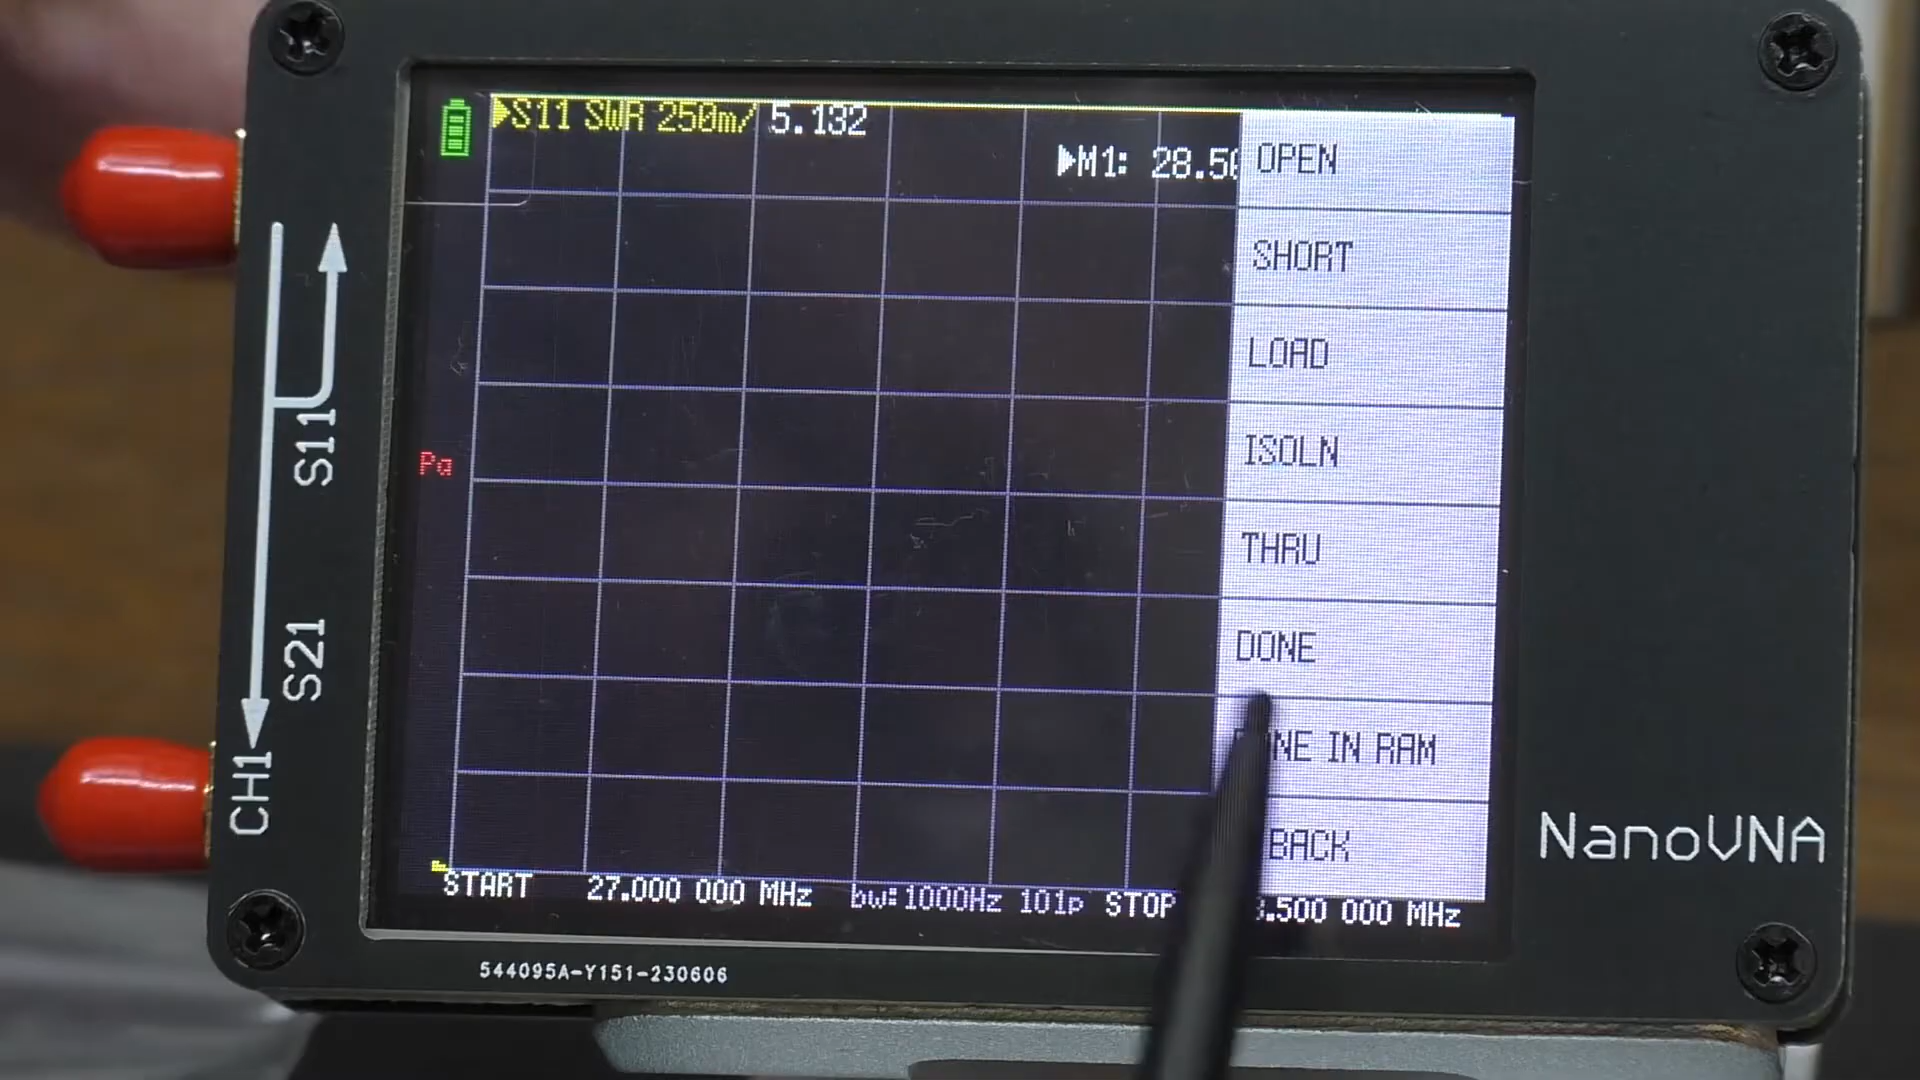 S11 SWR 250m/ 5.132
M1: 28.50
OPEN
SHORT
LOAD
ISOLN
THRU
DONE
NE IN RAM
BACK
Pa
START 27.000 000 MHz bw:1000Hz 101p STOP .500 000 MHz
S11
S21
CH1
NanoVNA
544095A-Y151-230606